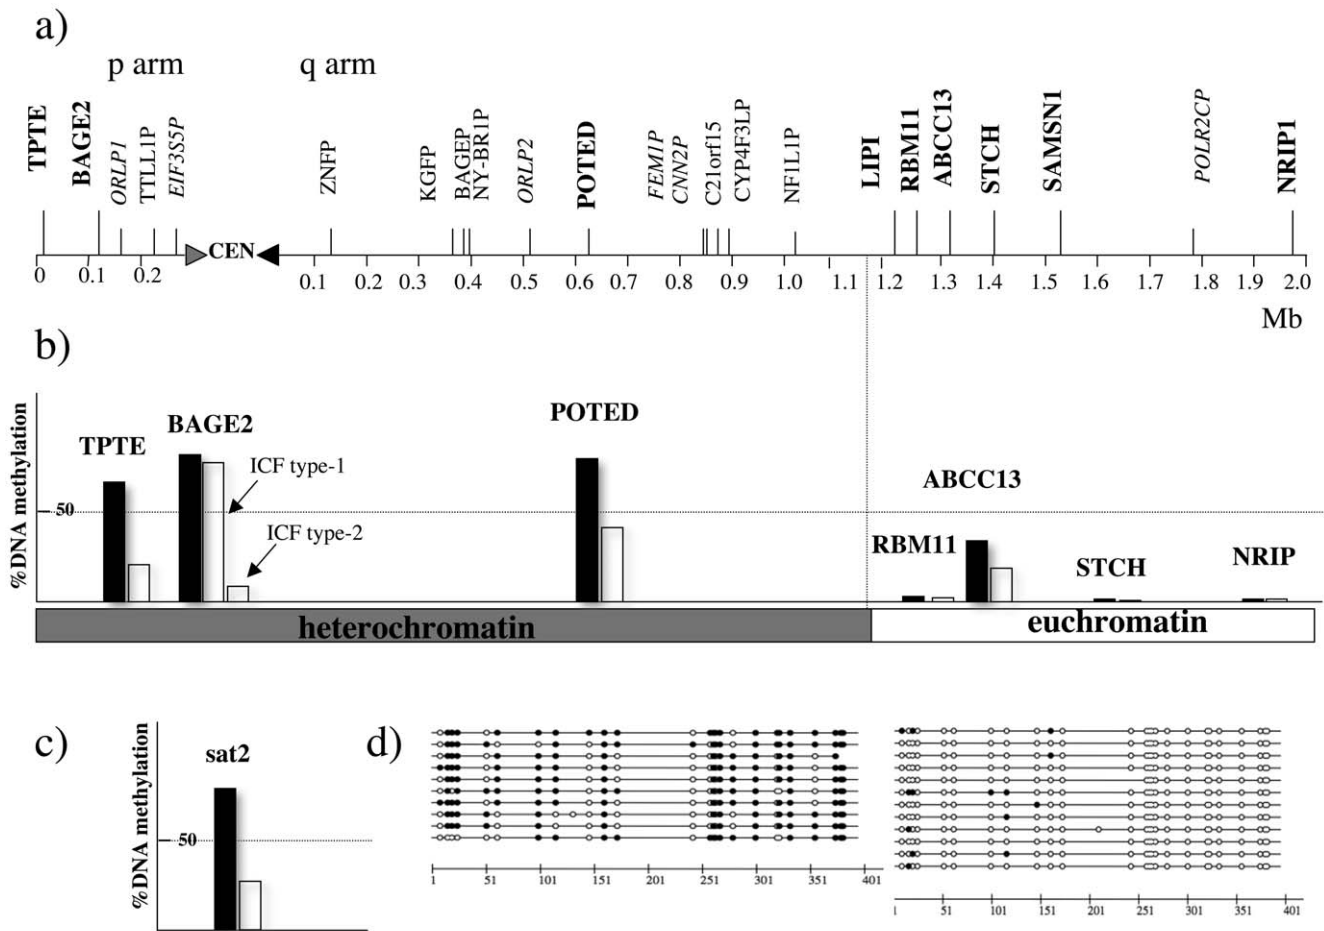 a)
p arm
q arm
TPTE
BAGE2
ORLP1
TTLL1P
EIF3S5P
ZNFP
KGFP
BAGEP
NY-BR1P
ORLP2
POTED
FEM1P
CNN2P
C21orf15
CYP4F3LP
NF1L1P
LIPI
RBM11
ABCC13
STCH
SAMSN1
POLR2CP
NRIP1
CEN
0 0.1 0.2 0.1 0.2 0.3 0.4 0.5 0.6 0.7 0.8 0.9 1.0 1.1 1.2 1.3 1.4 1.5 1.6 1.7 1.8 1.9 2.0
Mb
b)
%DNA methylation
50
TPTE
BAGE2
ICF type-1
ICF type-2
POTED
RBM11
ABCC13
STCH
NRIP
heterochromatin
euchromatin
c)
%DNA methylation
50
sat2
d)
1 51 101 151 201 251 301 351 401
1 51 101 151 201 251 301 351 401